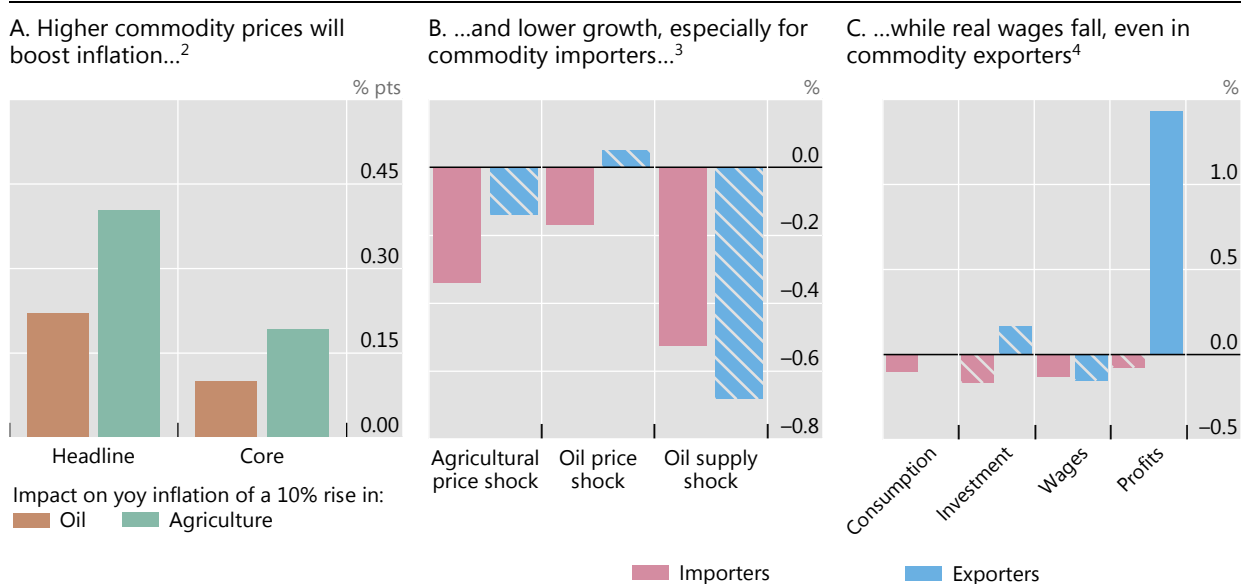 A. Higher commodity prices will
boost inflation...²
% pts
0.45
0.30
0.15
0.00
Headline Core
Impact on yoy inflation of a 10% rise in:
Oil Agriculture
B. ...and lower growth, especially for
commodity importers...³
%
0.0
–0.2
–0.4
–0.6
–0.8
Agricultural
price shock
Oil price
shock
Oil supply
shock
C. ...while real wages fall, even in
commodity exporters⁴
%
1.0
0.5
0.0
–0.5
Consumption
Investment
Wages
Profits
Importers Exporters